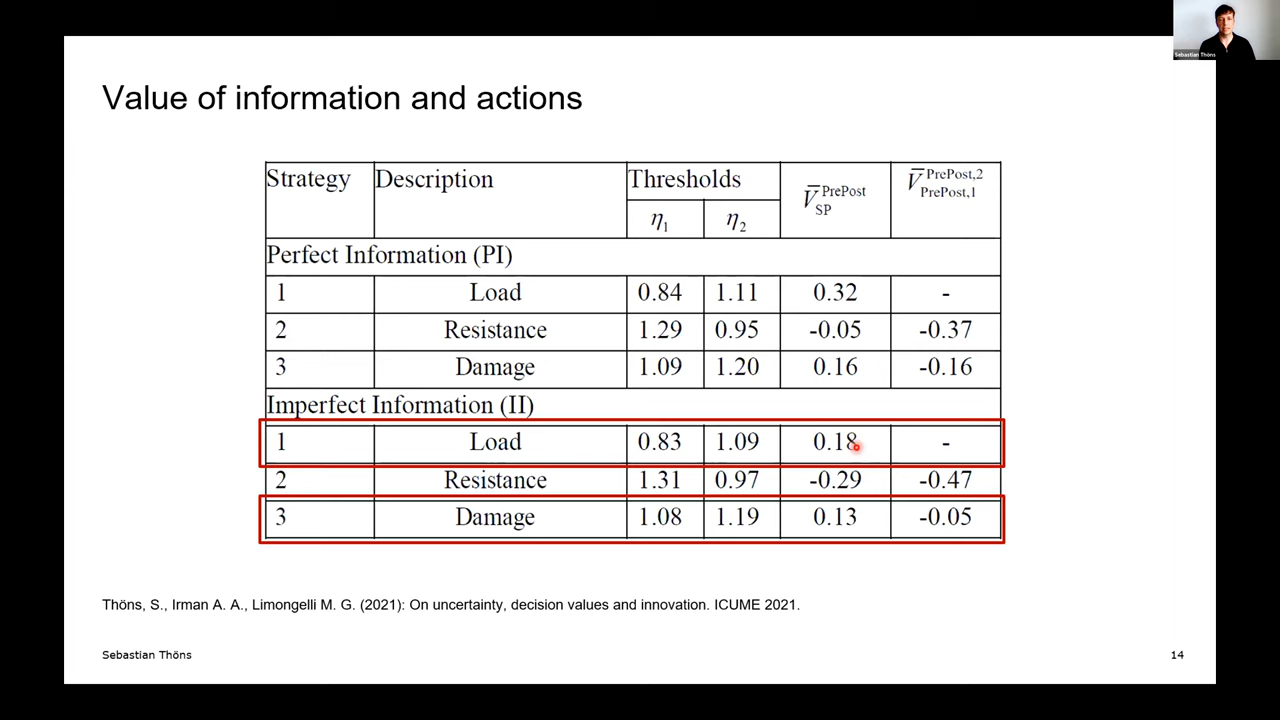 Sebastian Thöns
Value of information and actions
Strategy Description Thresholds V̅ PrePost SP V̅ PrePost,2 PrePost,1
η1 η2
Perfect Information (PI)
1 Load 0.84 1.11 0.32 -
2 Resistance 1.29 0.95 -0.05 -0.37
3 Damage 1.09 1.20 0.16 -0.16
Imperfect Information (II)
1 Load 0.83 1.09 0.18 -
2 Resistance 1.31 0.97 -0.29 -0.47
3 Damage 1.08 1.19 0.13 -0.05
Thöns, S., Irman A. A., Limongelli M. G. (2021): On uncertainty, decision values and innovation. ICUME 2021.
Sebastian Thöns 14